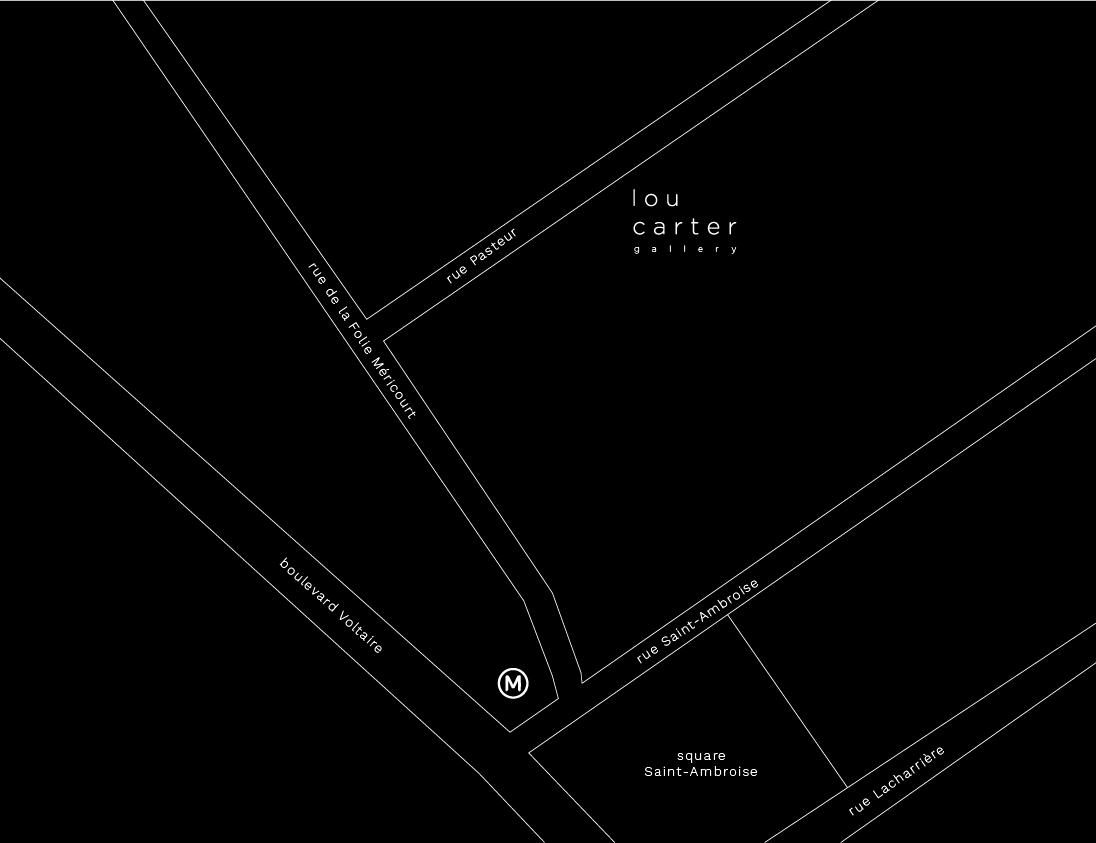 lou
carter
gallery
rue Pasteur
rue de la Folie Méricourt
boulevard Voltaire
rue Saint-Ambroise
M
square
Saint-Ambroise
rue Lacharrière